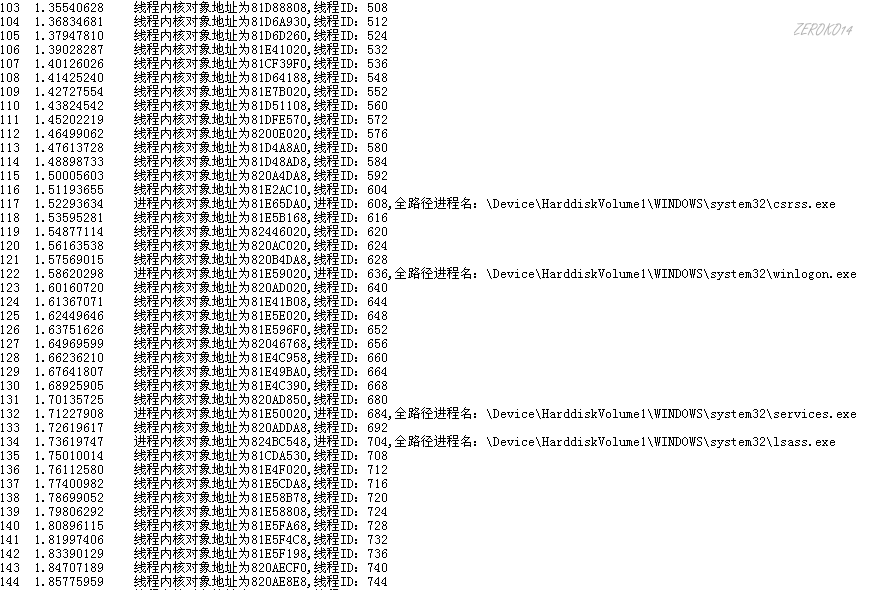 ZEROKO14
103 1.35540628 线程内核对象地址为81D88808,线程ID: 508
104 1.36834681 线程内核对象地址为81D6A930,线程ID: 512
105 1.37947810 线程内核对象地址为81D6D260,线程ID: 524
106 1.39028287 线程内核对象地址为81E41020,线程ID: 532
107 1.40126026 线程内核对象地址为81CF39F0,线程ID: 536
108 1.41425240 线程内核对象地址为81D64188,线程ID: 548
109 1.42727554 线程内核对象地址为81E7B020,线程ID: 552
110 1.43824542 线程内核对象地址为81D51108,线程ID: 560
111 1.45202219 线程内核对象地址为81DFE570,线程ID: 572
112 1.46499062 线程内核对象地址为8200E020,线程ID: 576
113 1.47613728 线程内核对象地址为81D4A8A0,线程ID: 580
114 1.48898733 线程内核对象地址为81D48AD8,线程ID: 584
115 1.50005603 线程内核对象地址为820A4DA8,线程ID: 592
116 1.51193655 线程内核对象地址为81E2AC10,线程ID: 604
117 1.52293634 进程内核对象地址为81E65DA0,进程ID: 608,全路径进程名: \Device\HarddiskVolume1\WINDOWS\system32\csrss.exe
118 1.53595281 线程内核对象地址为81E5B168,线程ID: 616
119 1.54877114 线程内核对象地址为82446020,线程ID: 620
120 1.56163538 线程内核对象地址为820AC020,线程ID: 624
121 1.57569015 线程内核对象地址为820B4DA8,线程ID: 628
122 1.58620298 进程内核对象地址为81E59020,进程ID: 636,全路径进程名: \Device\HarddiskVolume1\WINDOWS\system32\winlogon.exe
123 1.60160720 线程内核对象地址为820AD020,线程ID: 640
124 1.61367071 线程内核对象地址为81E41B08,线程ID: 644
125 1.62449646 线程内核对象地址为81E5E020,线程ID: 648
126 1.63751626 线程内核对象地址为81E596F0,线程ID: 652
127 1.64969599 线程内核对象地址为82046768,线程ID: 656
128 1.66236210 线程内核对象地址为81E4C958,线程ID: 660
129 1.67641807 线程内核对象地址为81E49BA0,线程ID: 664
130 1.68925905 线程内核对象地址为81E4C390,线程ID: 668
131 1.70135725 线程内核对象地址为820AD850,线程ID: 680
132 1.71227908 进程内核对象地址为81E50020,进程ID: 684,全路径进程名: \Device\HarddiskVolume1\WINDOWS\system32\services.exe
133 1.72619617 线程内核对象地址为820ADDA8,线程ID: 692
134 1.73619747 进程内核对象地址为824BC548,进程ID: 704,全路径进程名: \Device\HarddiskVolume1\WINDOWS\system32\lsass.exe
135 1.75010014 线程内核对象地址为81CDA530,线程ID: 708
136 1.76112580 线程内核对象地址为81E4F020,线程ID: 712
137 1.77400982 线程内核对象地址为81E5CDA8,线程ID: 716
138 1.78699052 线程内核对象地址为81E58B78,线程ID: 720
139 1.79806292 线程内核对象地址为81E58808,线程ID: 724
140 1.80896115 线程内核对象地址为81E5FA68,线程ID: 728
141 1.81997406 线程内核对象地址为81E5F4C8,线程ID: 732
142 1.83390129 线程内核对象地址为81E5F198,线程ID: 736
143 1.84707189 线程内核对象地址为820AECF0,线程ID: 740
144 1.85775959 线程内核对象地址为820AE8E8,线程ID: 744